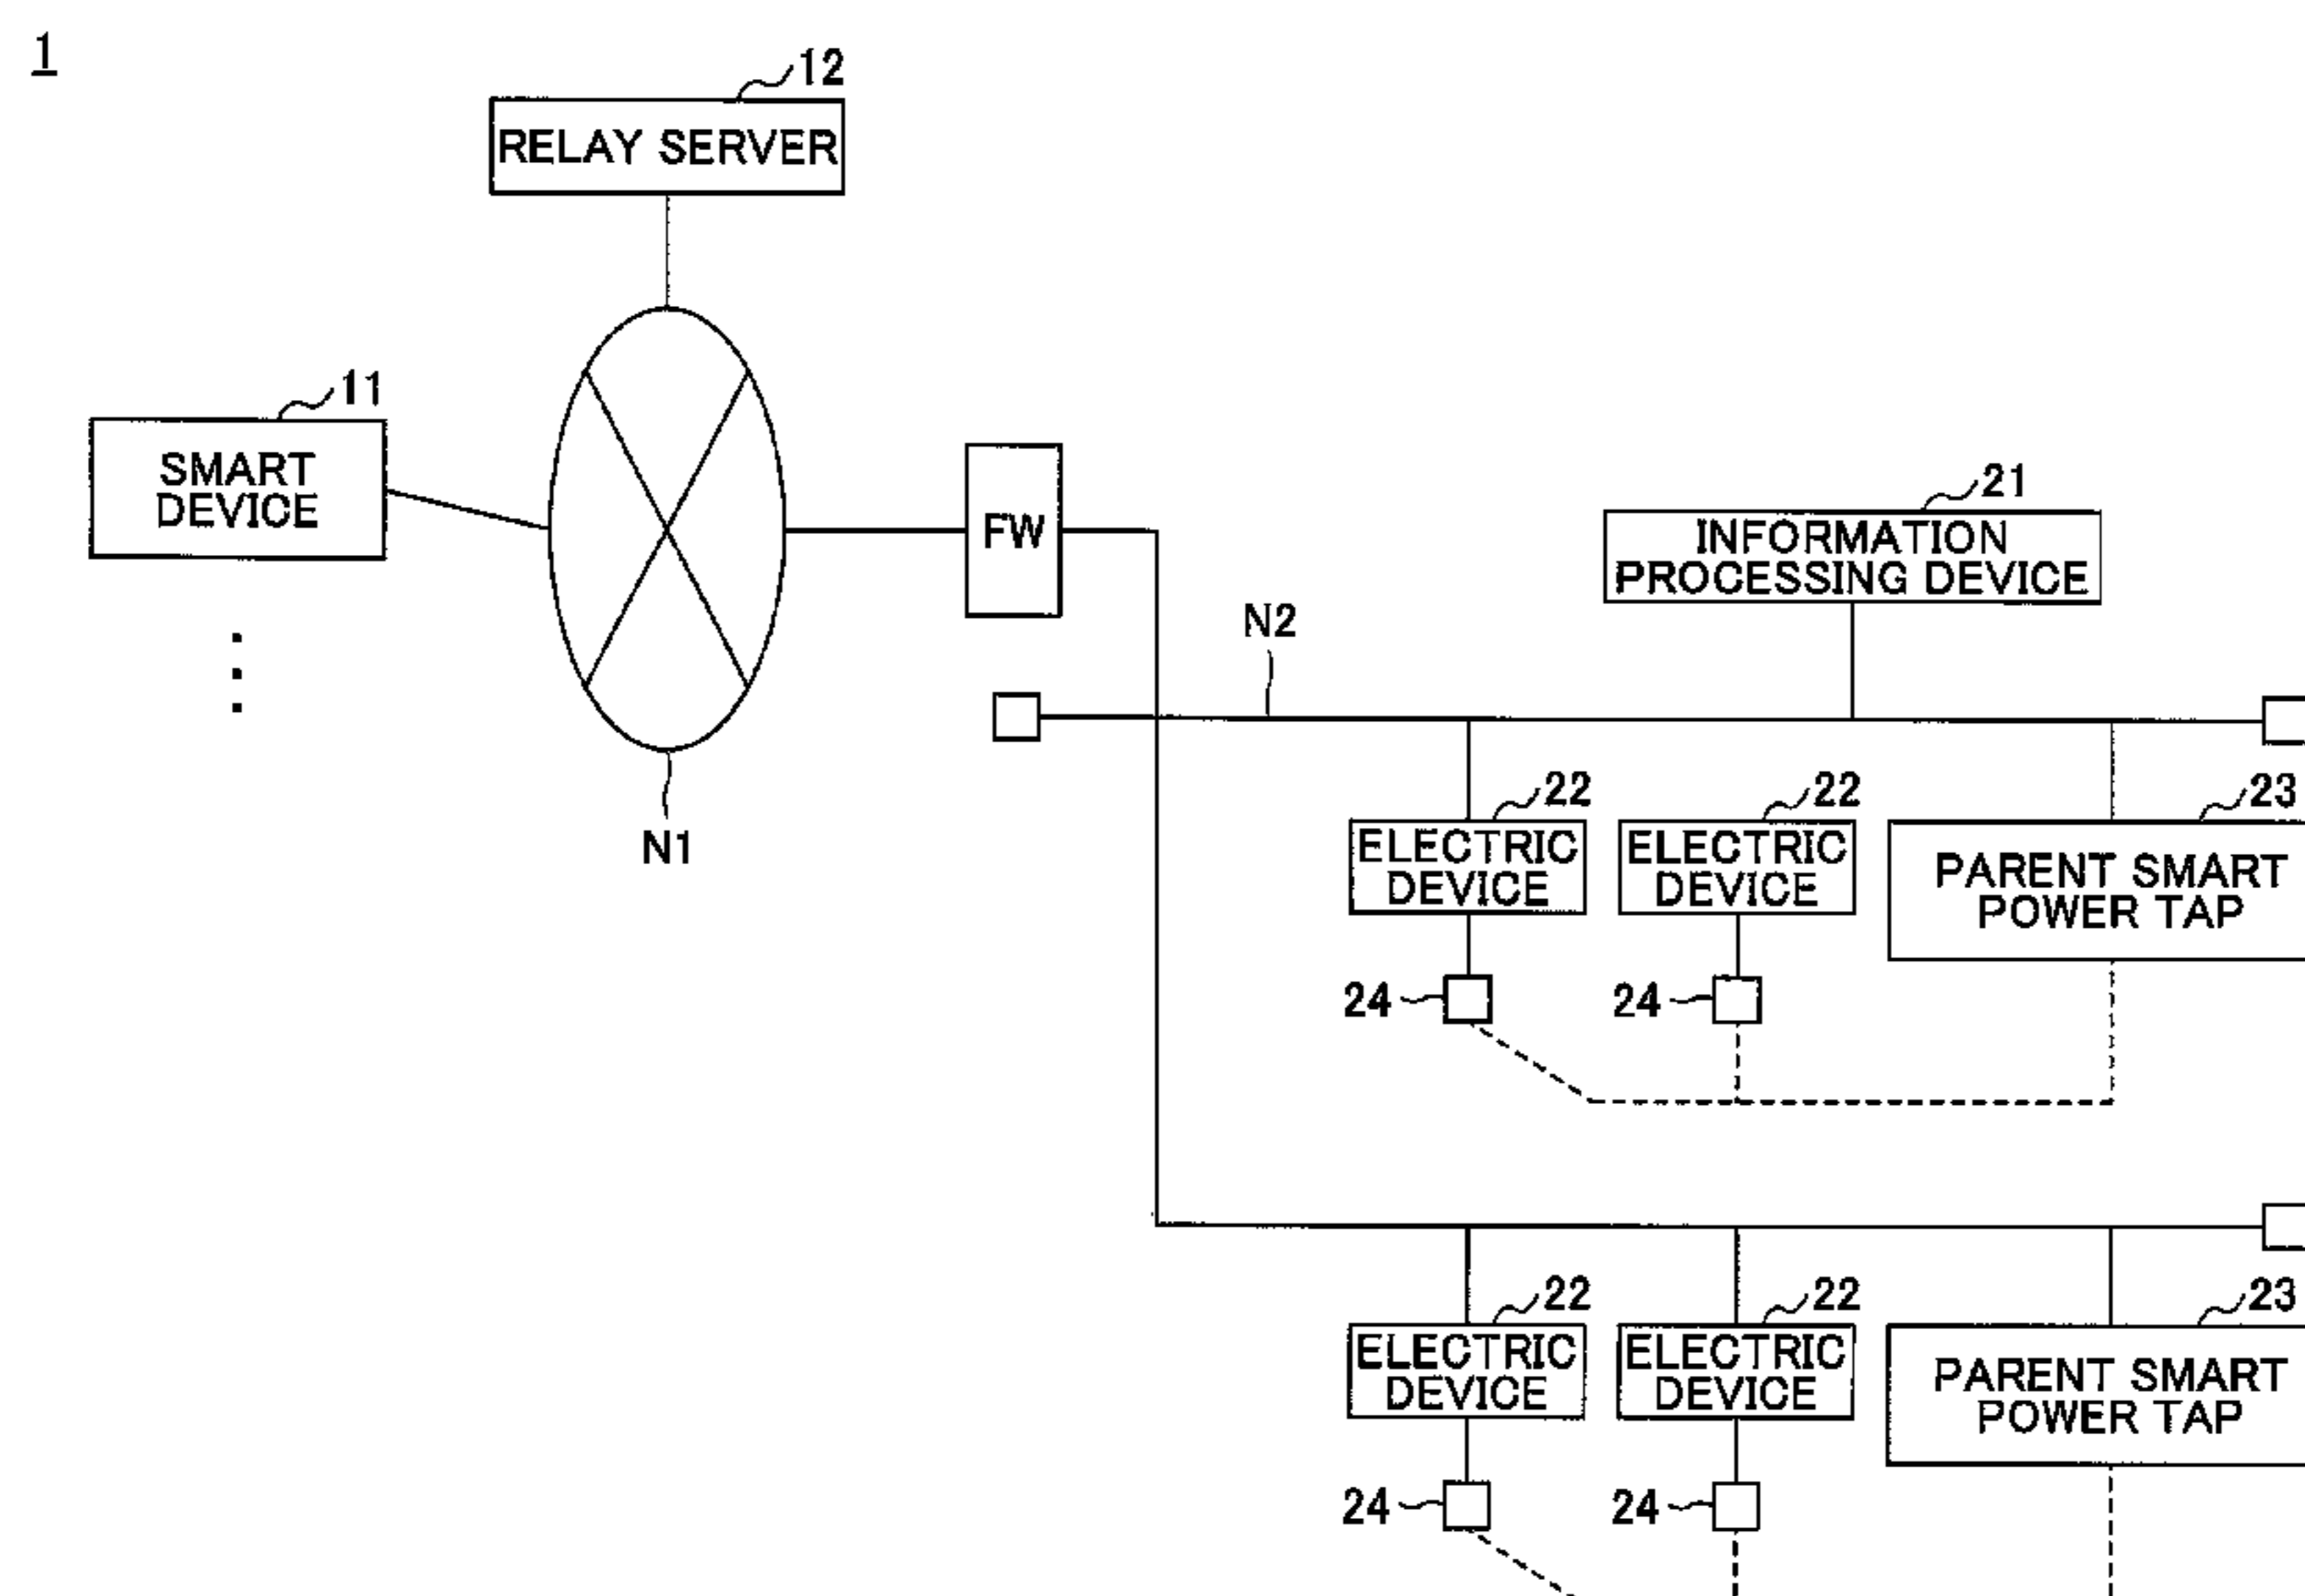 1
12
RELAY SERVER
11
SMART
DEVICE
FW
21
INFORMATION
PROCESSING DEVICE
N2
N1
22
22
23
ELECTRIC
DEVICE
ELECTRIC
DEVICE
PARENT SMART
POWER TAP
24
24
22
22
23
ELECTRIC
DEVICE
ELECTRIC
DEVICE
PARENT SMART
POWER TAP
24
24